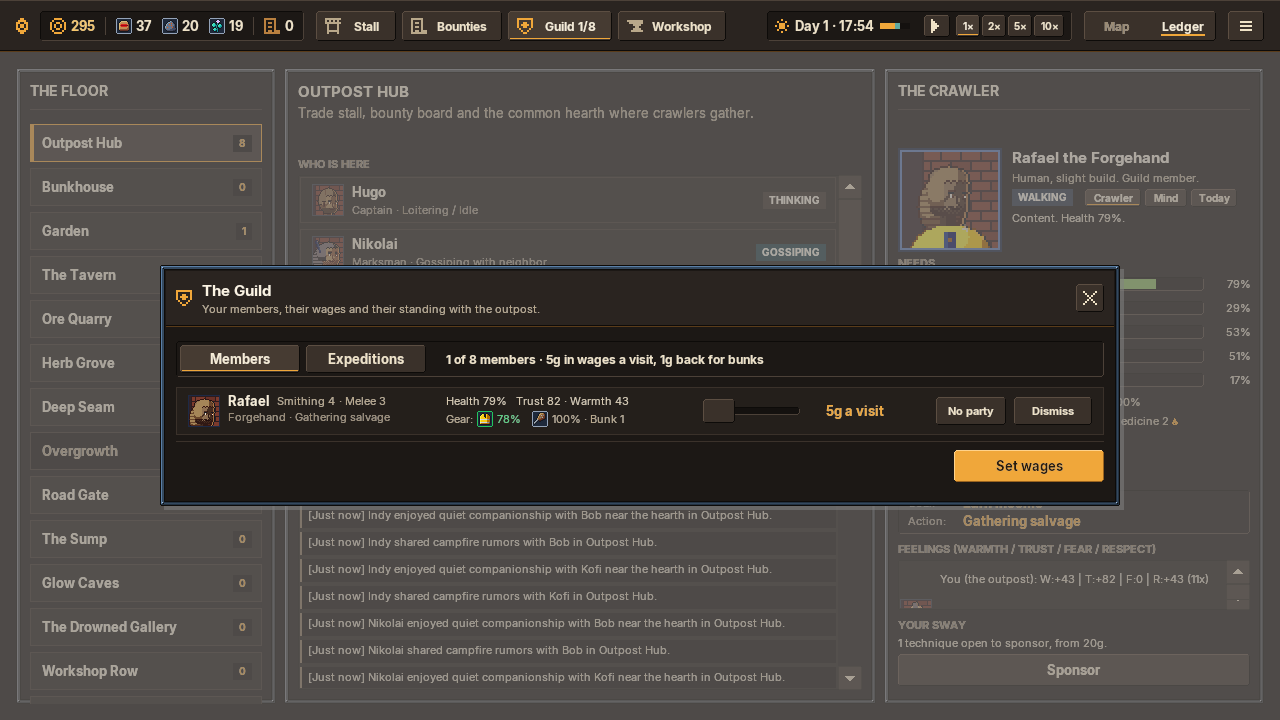 295 37 20 19 0 Stall Bounties Guild 1/8 Workshop Day 1 · 17:54 1x 2x 5x 10x Map Ledger
THE FLOOR
Outpost Hub 8
Bunkhouse 0
Garden 1
The Tavern
Ore Quarry
Herb Grove
Deep Seam
Overgrowth
Road Gate
The Sump 0
Glow Caves 0
The Drowned Gallery 0
Workshop Row 0
OUTPOST HUB
Trade stall, bounty board and the common hearth where crawlers gather.
WHO IS HERE
Hugo
Captain · Loitering / Idle
THINKING
Nikolai
Marksman · Gossiping with neighbor
GOSSIPING
The Guild
Your members, their wages and their standing with the outpost.
Members Expeditions 1 of 8 members · 5g in wages a visit, 1g back for bunks
Rafael Smithing 4 · Melee 3
Forgehand · Gathering salvage
Health 79% Trust 82 · Warmth 43
Gear: 78% 100% · Bunk 1
5g a visit
No party
Dismiss
Set wages
[Just now] Indy enjoyed quiet companionship with Bob near the hearth in Outpost Hub.
[Just now] Indy shared campfire rumors with Bob in Outpost Hub.
[Just now] Indy enjoyed quiet companionship with Kofi near the hearth in Outpost Hub.
[Just now] Indy shared campfire rumors with Kofi in Outpost Hub.
[Just now] Nikolai enjoyed quiet companionship with Bob near the hearth in Outpost Hub.
[Just now] Nikolai shared campfire rumors with Bob in Outpost Hub.
[Just now] Nikolai enjoyed quiet companionship with Kofi near the hearth in Outpost Hub.
THE CRAWLER
Rafael the Forgehand
Human, slight build. Guild member.
WALKING Crawler Mind Today
Content. Health 79%.
NEEDS
79%
29%
53%
51%
17%
Action: Gathering salvage
FEELINGS (WARMTH / TRUST / FEAR / RESPECT)
You (the outpost): W:+43 | T:+82 | F:0 | R:+43 (11x)
YOUR SWAY
1 technique open to sponsor, from 20g.
Sponsor